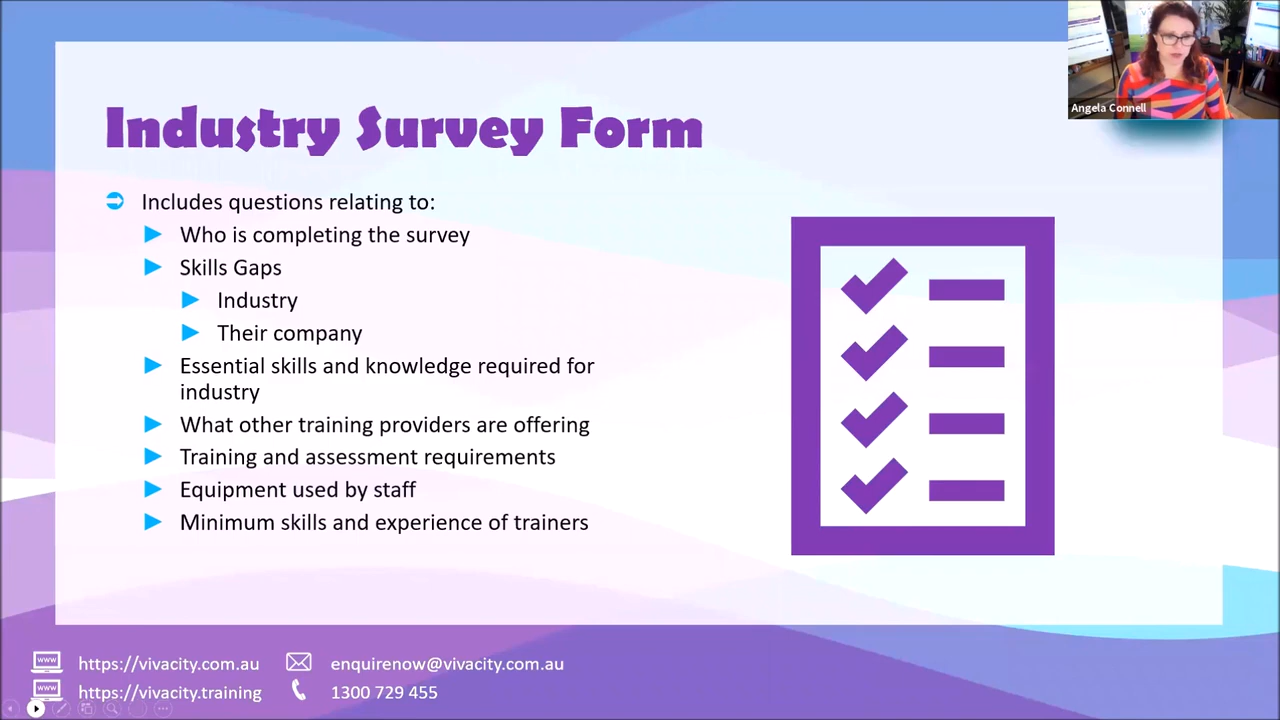 Industry Survey Form
Includes questions relating to:
Who is completing the survey
Skills Gaps
Industry
Their company
Essential skills and knowledge required for
industry
What other training providers are offering
Training and assessment requirements
Equipment used by staff
Minimum skills and experience of trainers
Angela Connell
WWW https://vivacity.com.au
enquirenow@vivacity.com.au
WWW https://vivacity.training
1300 729 455